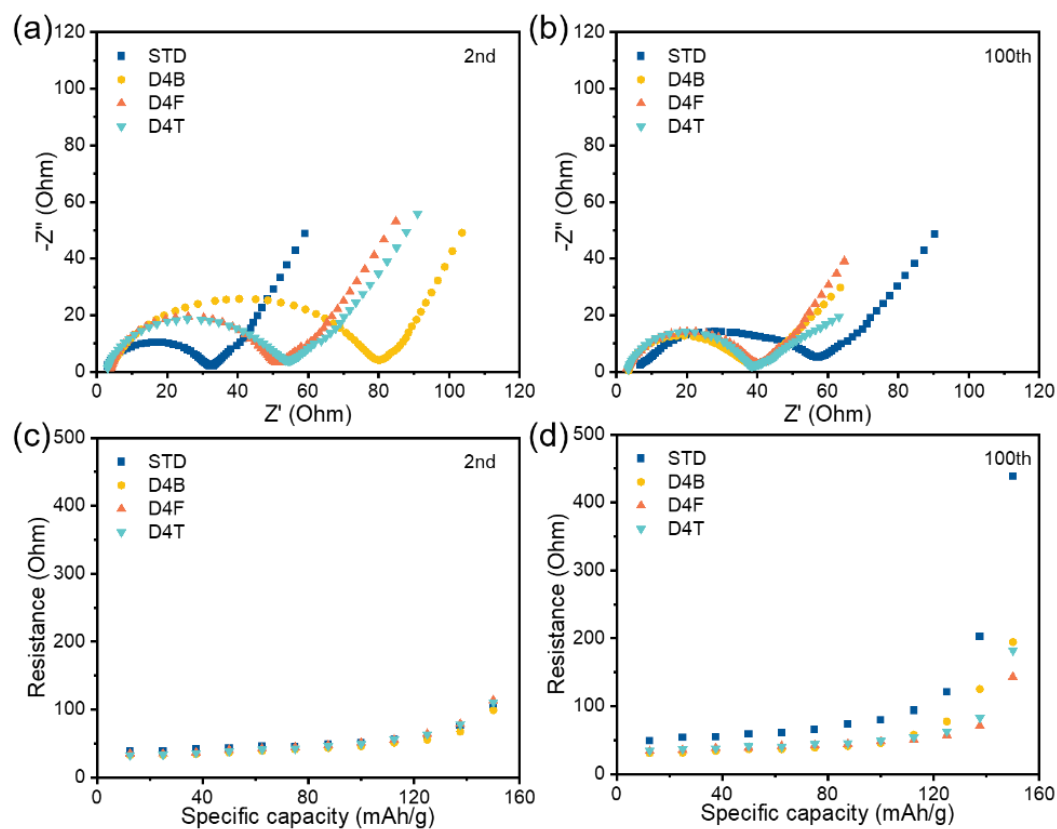 (a)
2nd
STD
D4B
D4F
D4T
-Z" (Ohm)
120
100
80
60
40
20
0
0 20 40 60 80 100 120
Z' (Ohm)
(b)
100th
STD
D4B
D4F
D4T
-Z" (Ohm)
120
100
80
60
40
20
0
0 20 40 60 80 100 120
Z' (Ohm)
(c)
2nd
STD
D4B
D4F
D4T
Resistance (Ohm)
500
400
300
200
100
0
0 40 80 120 160
Specific capacity (mAh/g)
(d)
100th
STD
D4B
D4F
D4T
Resistance (Ohm)
500
400
300
200
100
0
0 40 80 120 160
Specific capacity (mAh/g)